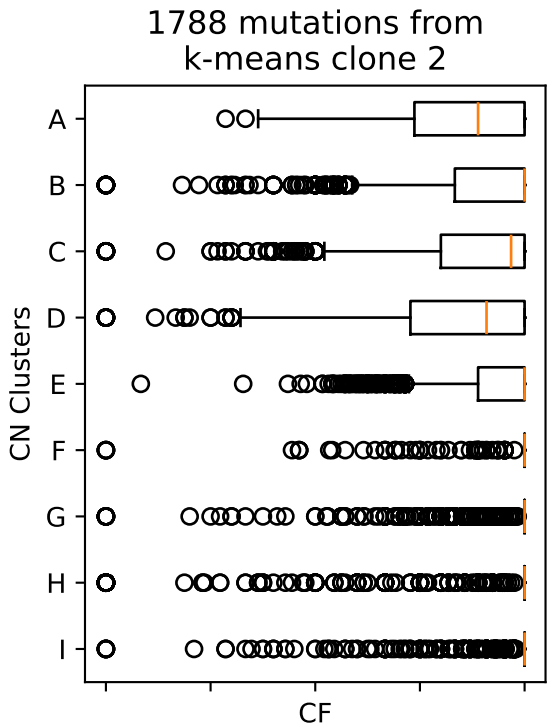 1788 mutations from
k-means clone 2
A
B
C
D
E
F
G
H
I
CN Clusters
CF